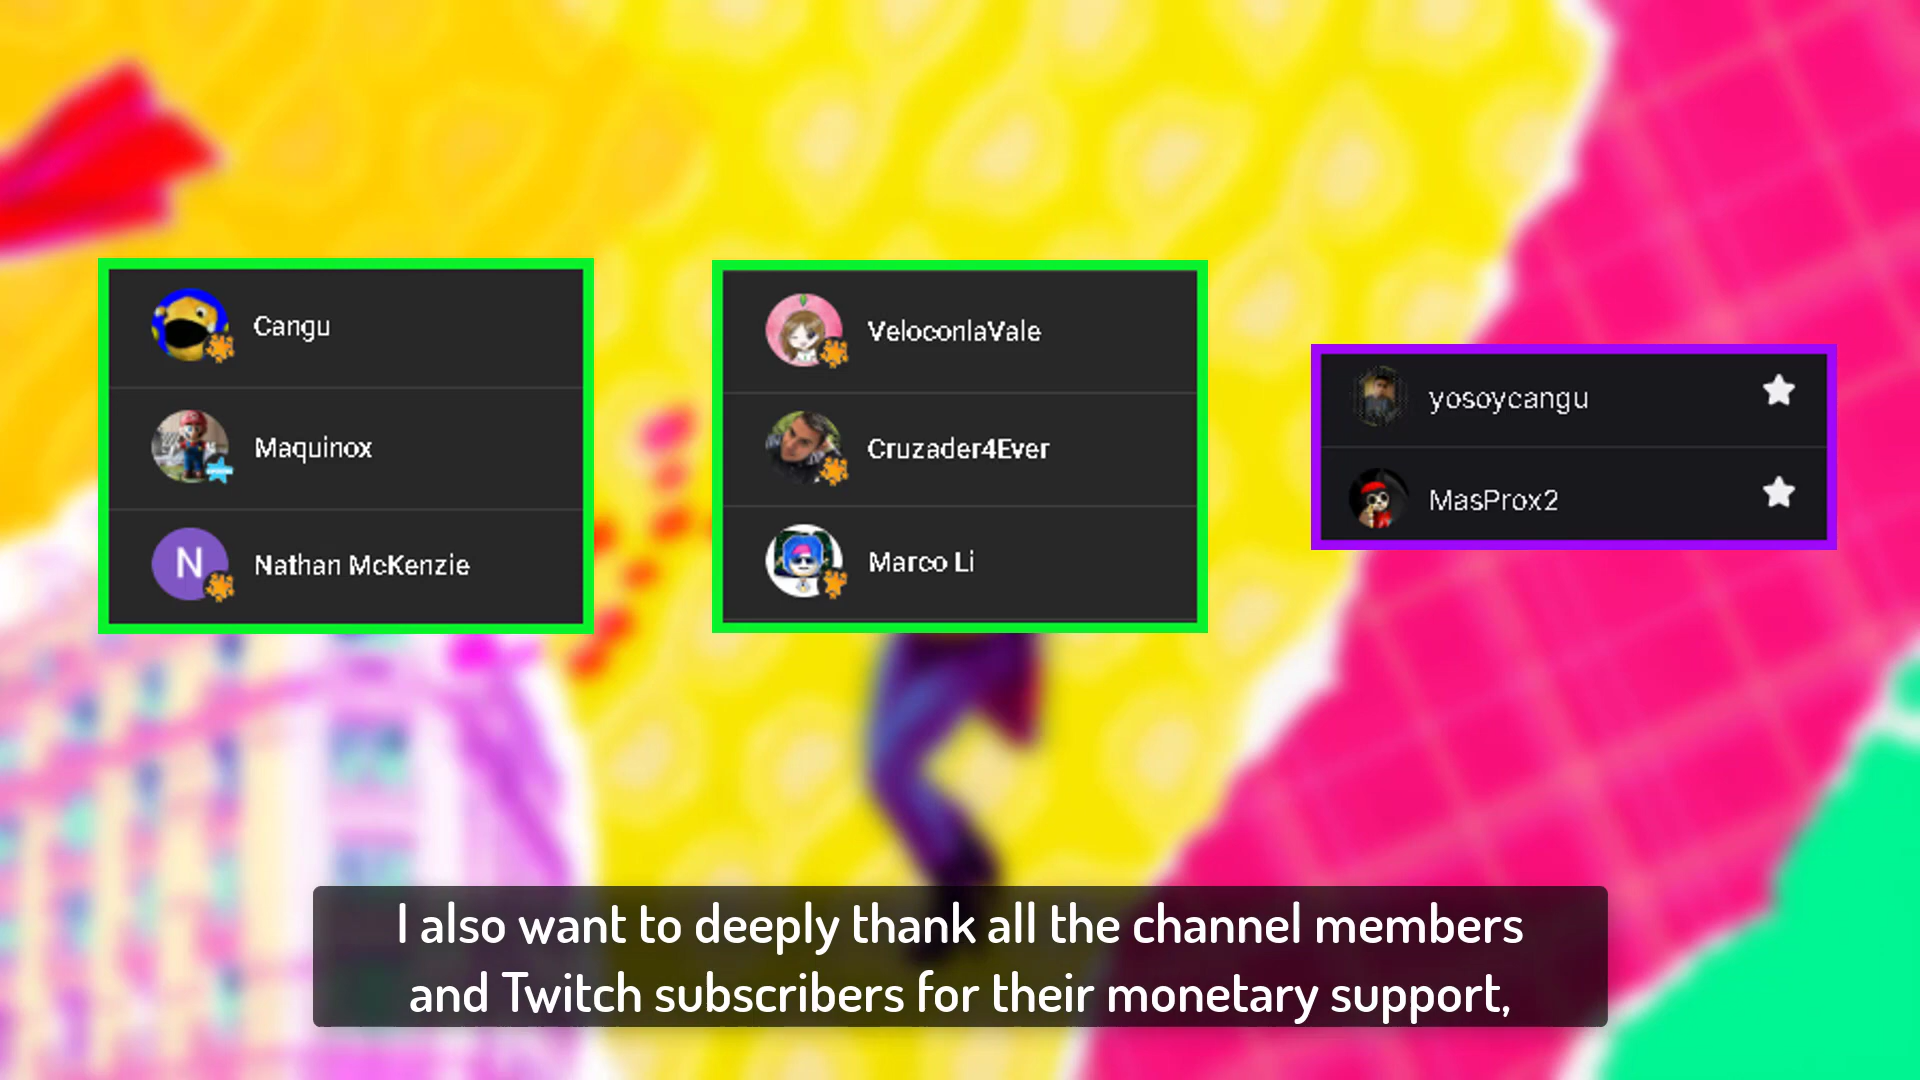 Cangu
Maquinox
N
Nathan McKenzie
VeloconlaVale
Cruzader4Ever
Marco Li
yosoycangu
MasProx2
I also want to deeply thank all the channel members
and Twitch subscribers for their monetary support,